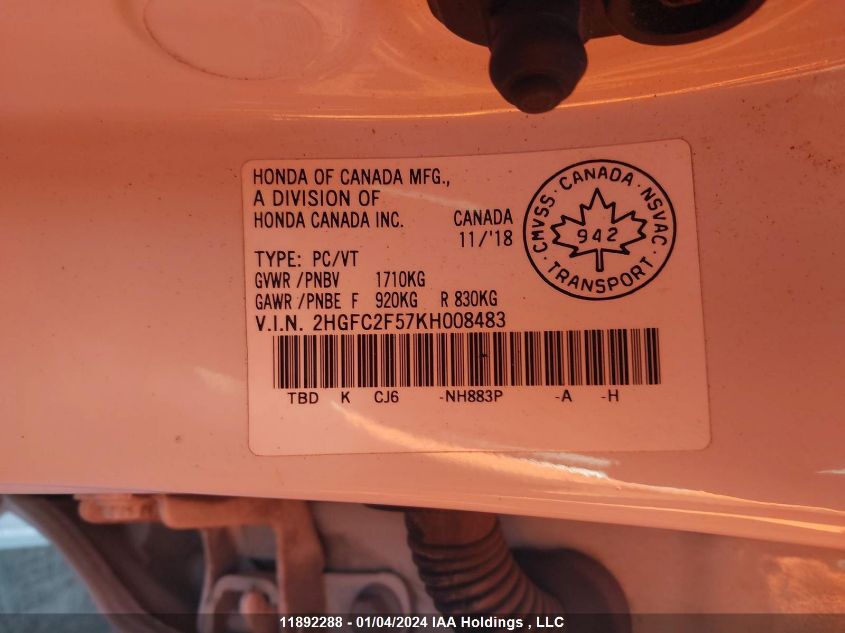 HONDA OF CANADA MFG.,
A DIVISION OF
HONDA CANADA INC. CANADA
11/'18
TYPE: PC/VT
GVWR /PNBV 1710KG
GAWR /PNBE F 920KG R 830KG
V.I.N. 2HGFC2F57KH008483
TBD K CJ6 -NH883P -A -H
CMVSS · CANADA · NSVAC
942
· TRANSPORT ·
11892288 - 01/04/2024 IAA Holdings , LLC